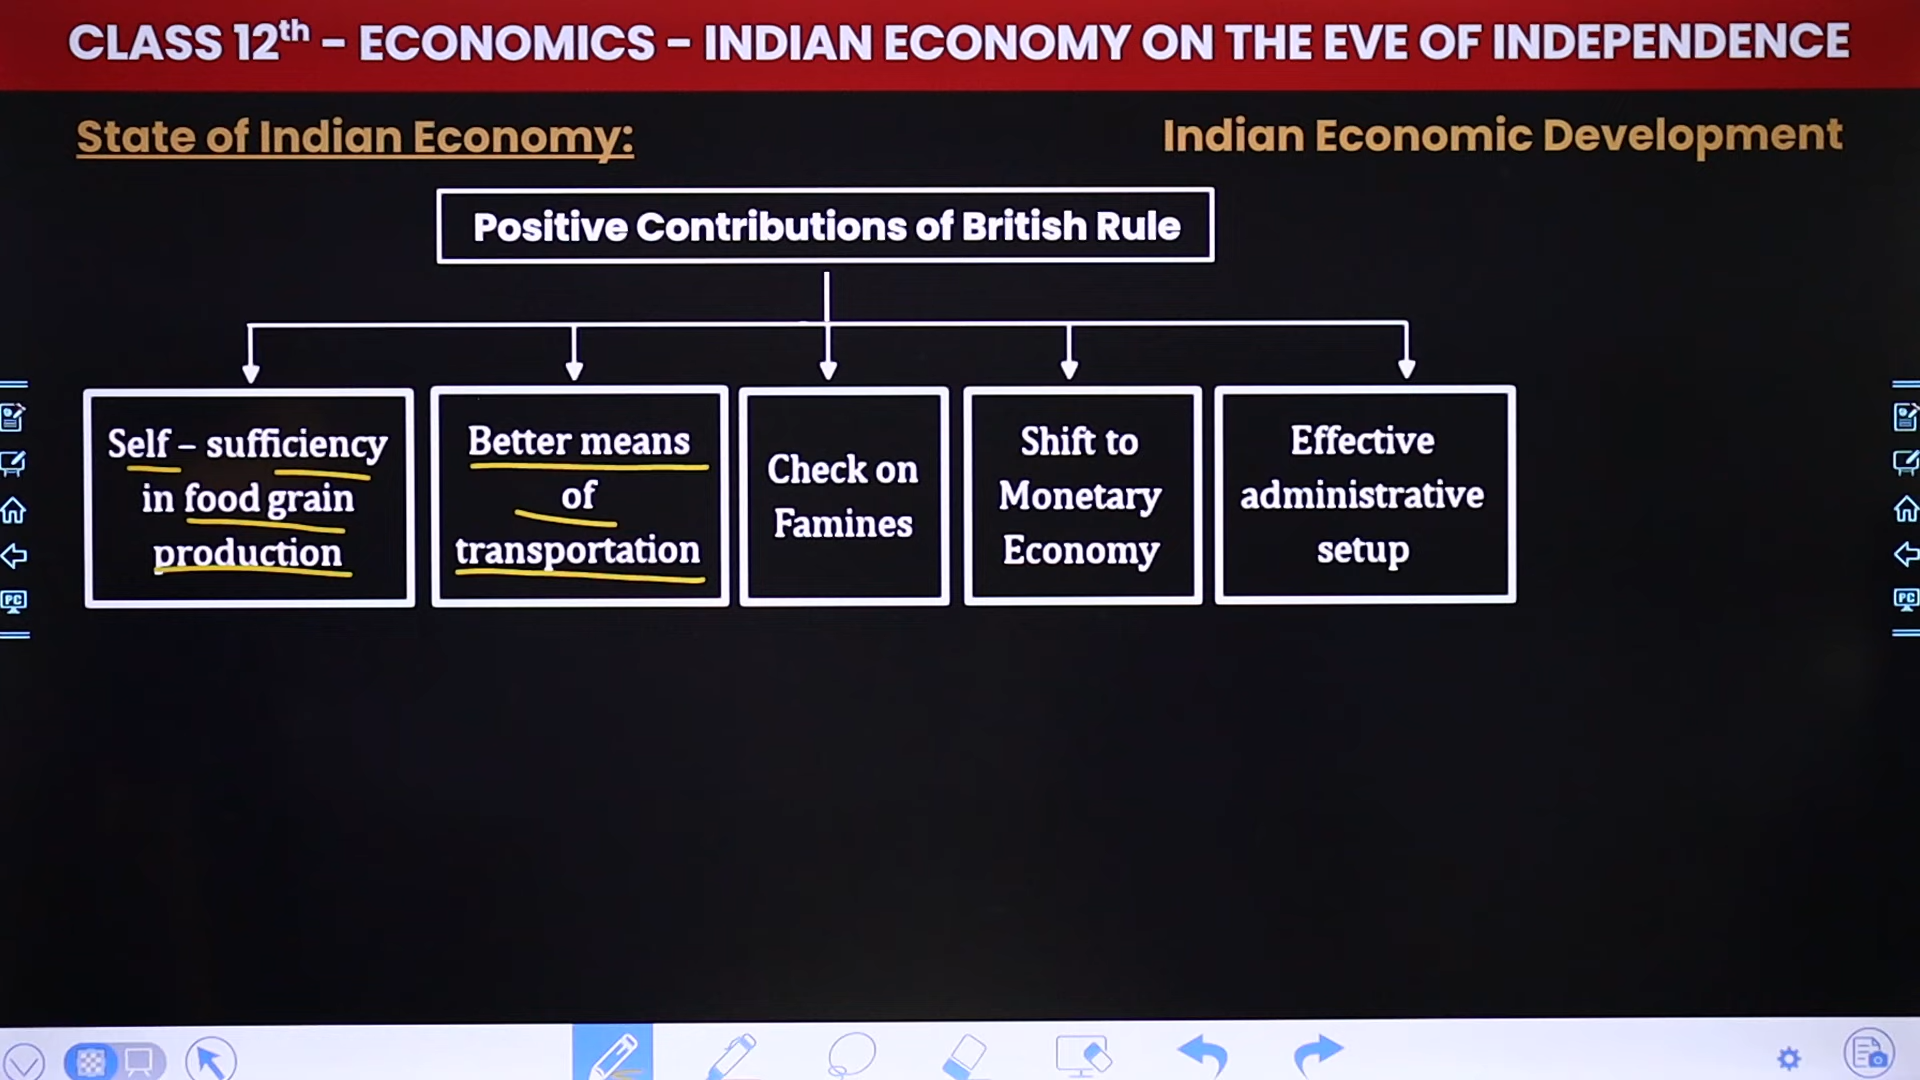 CLASS 12th - ECONOMICS - INDIAN ECONOMY ON THE EVE OF INDEPENDENCE
State of Indian Economy:
Indian Economic Development
Positive Contributions of British Rule
Self – sufficiency
in food grain
production
Better means
of
transportation
Check on
Famines
Shift to
Monetary
Economy
Effective
administrative
setup
PC
PC